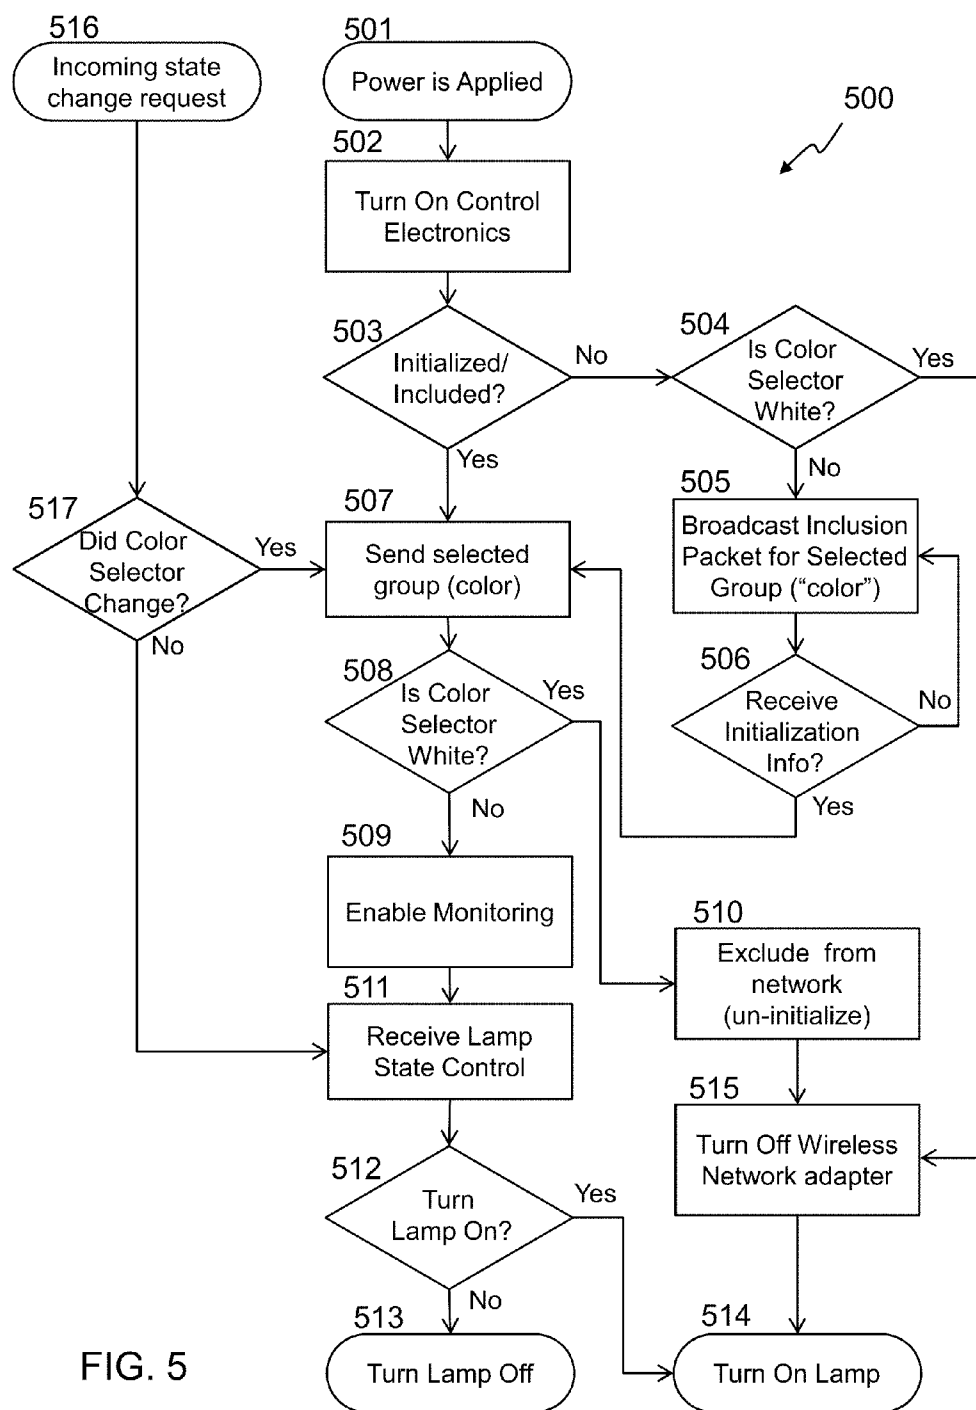 516
Incoming state
change request
501
Power is Applied
500
502
Turn On Control
Electronics
503
Initialized/
Included?
No
Yes
504
Is Color
Selector
White?
Yes
No
517
Did Color
Selector
Change?
Yes
No
507
Send selected
group (color)
505
Broadcast Inclusion
Packet for Selected
Group (“color”)
508
Is Color
Selector
White?
Yes
No
506
Receive
Initialization
Info?
No
Yes
509
Enable Monitoring
510
Exclude from
network
(un-initialize)
511
Receive Lamp
State Control
515
Turn Off Wireless
Network adapter
512
Turn
Lamp On?
Yes
No
513
Turn Lamp Off
514
Turn On Lamp
FIG. 5